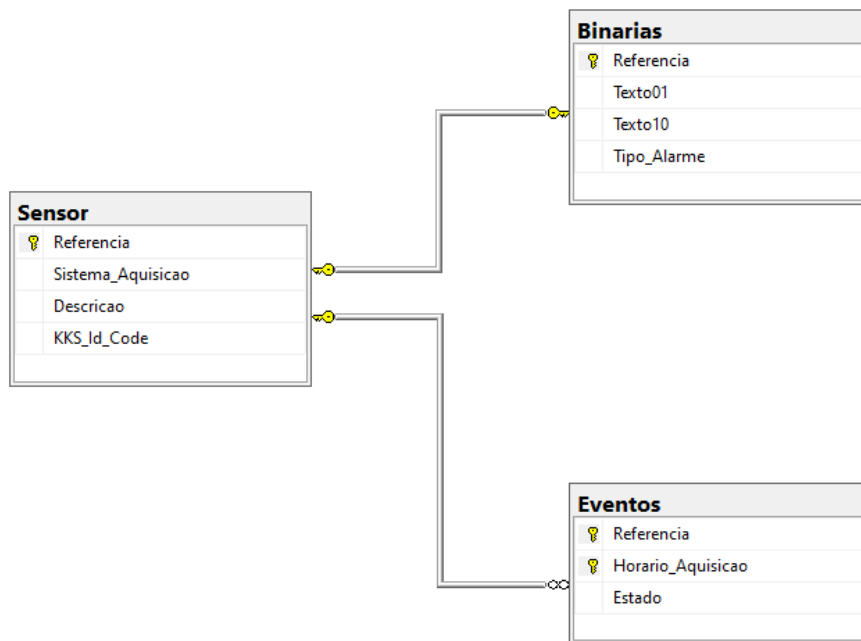 Binarias
Referencia
Texto01
Texto10
Tipo_Alarme
Sensor
Referencia
Sistema_Aquisicao
Descricao
KKS_Id_Code
Eventos
Referencia
Horario_Aquisicao
Estado